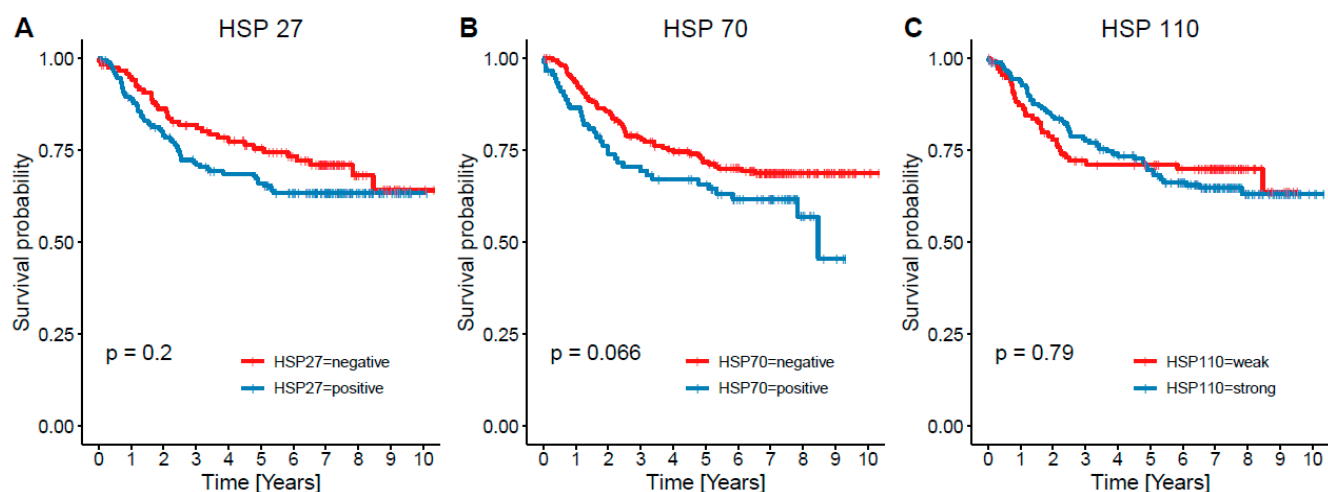 A
HSP 27
Survival probability
1.00
0.75
0.50
0.25
0.00
p = 0.2
HSP27=negative
HSP27=positive
0 1 2 3 4 5 6 7 8 9 10
Time [Years]
B
HSP 70
Survival probability
1.00
0.75
0.50
0.25
0.00
p = 0.066
HSP70=negative
HSP70=positive
0 1 2 3 4 5 6 7 8 9 10
Time [Years]
C
HSP 110
Survival probability
1.00
0.75
0.50
0.25
0.00
p = 0.79
HSP110=weak
HSP110=strong
0 1 2 3 4 5 6 7 8 9 10
Time [Years]